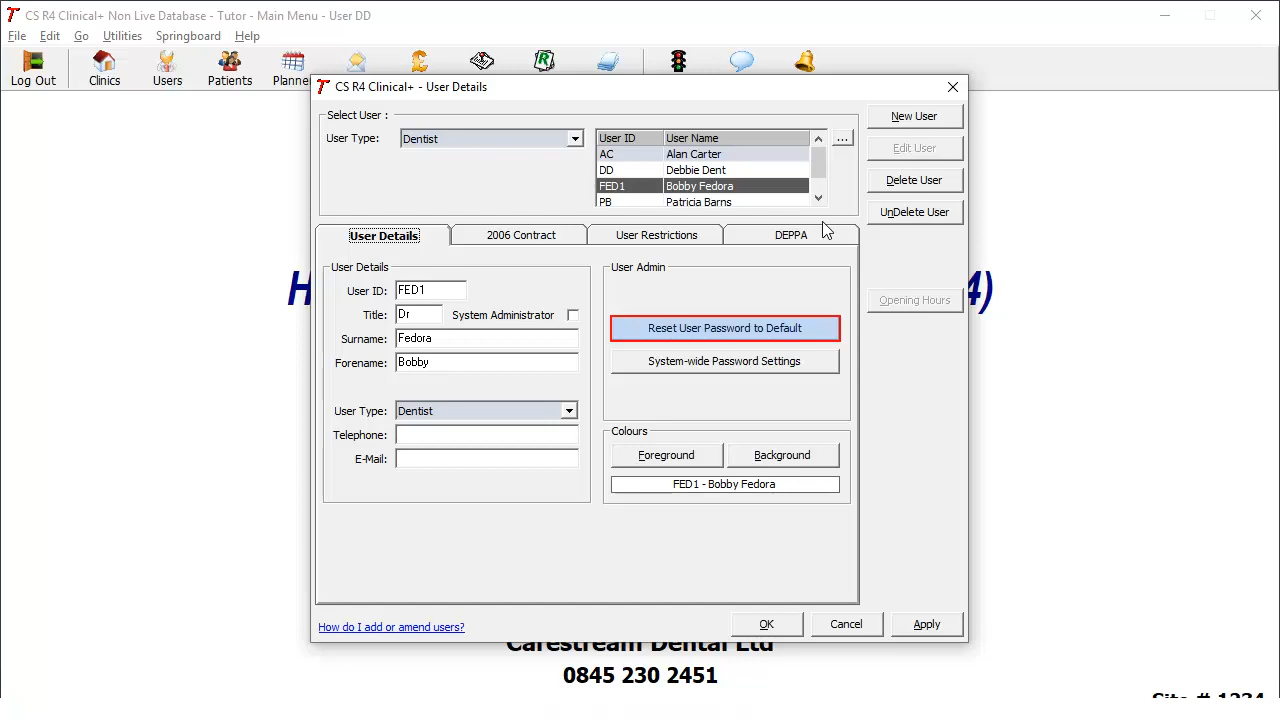 CS R4 Clinical+ Non Live Database - Tutor - Main Menu - User DD
File Edit Go Utilities Springboard Help
Log Out Clinics Users Patients
CS R4 Clinical+ - User Details
Select User :
User Type: Dentist
User ID User Name
AC Alan Carter
DD Debbie Dent
FED1 Bobby Fedora
PB Patricia Barns
...
New User
Edit User
Delete User
UnDelete User
Opening Hours
User Details 2006 Contract User Restrictions DEPPA
User Details
User ID: FED1
Title: Dr System Administrator
Surname: Fedora
Forename: Bobby
User Type: Dentist
Telephone:
E-Mail:
User Admin
Reset User Password to Default
System-wide Password Settings
Colours
Foreground Background
FED1 - Bobby Fedora
How do I add or amend users?
OK Cancel Apply
Carestream Dental Ltd
0845 230 2451
Site # 1234